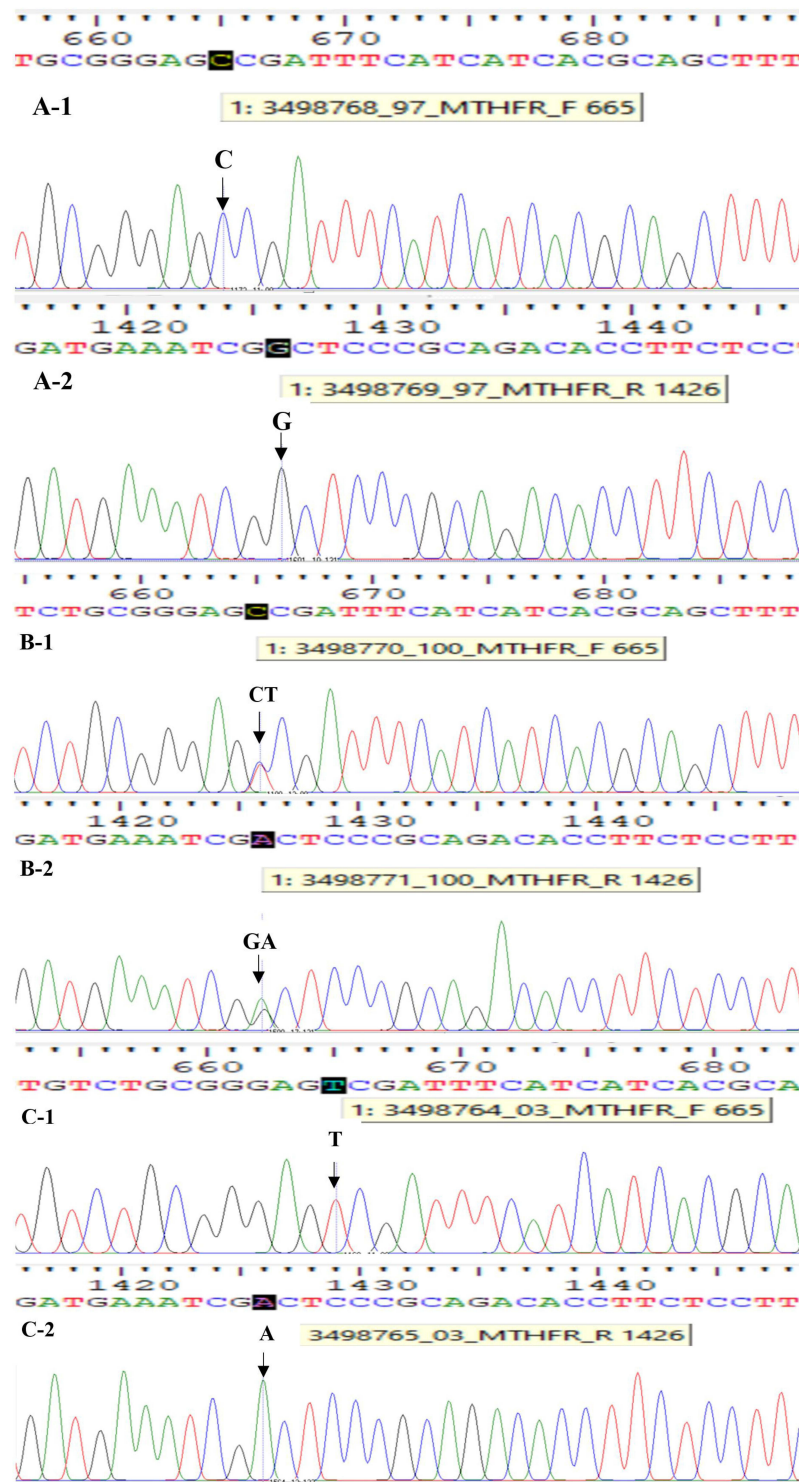 660 670 680
TGCGGGAGCCGATTTCATCATCACGCAGCTTT
A-1
1: 3498768_97_MTHFR_F 665
C
1420 1430 1440
GATGAAATCGGCTCCCGCAGACACCTTCTCC
A-2
1: 3498769_97_MTHFR_R 1426
G
660 670 680
TCTGCGGGAGCCGATTTCATCATCACGCAGCTTT
B-1
1: 3498770_100_MTHFR_F 665
CT
1420 1430 1440
GATGAAATCGACTCCCGCAGACACCTTCTCCTT
B-2
1: 3498771_100_MTHFR_R 1426
GA
660 670 680
TGTCTGCGGGAGTCGATTTCATCATCACGCA
C-1
1: 3498764_03_MTHFR_F 665
T
1420 1430 1440
GATGAAATCGACTCCCGCAGACACCTTCTCCTT
C-2
3498765_03_MTHFR_R 1426
A